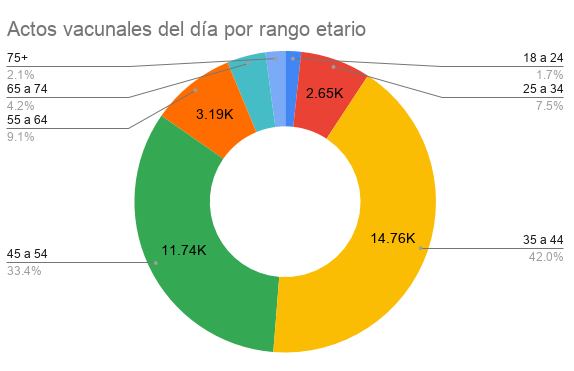 Actos vacunales del día por rango etario
75+
2.1%
65 a 74
4.2%
55 a 64
9.1%
45 a 54
33.4%
18 a 24
1.7%
25 a 34
7.5%
35 a 44
42.0%
2.65K
3.19K
11.74K
14.76K